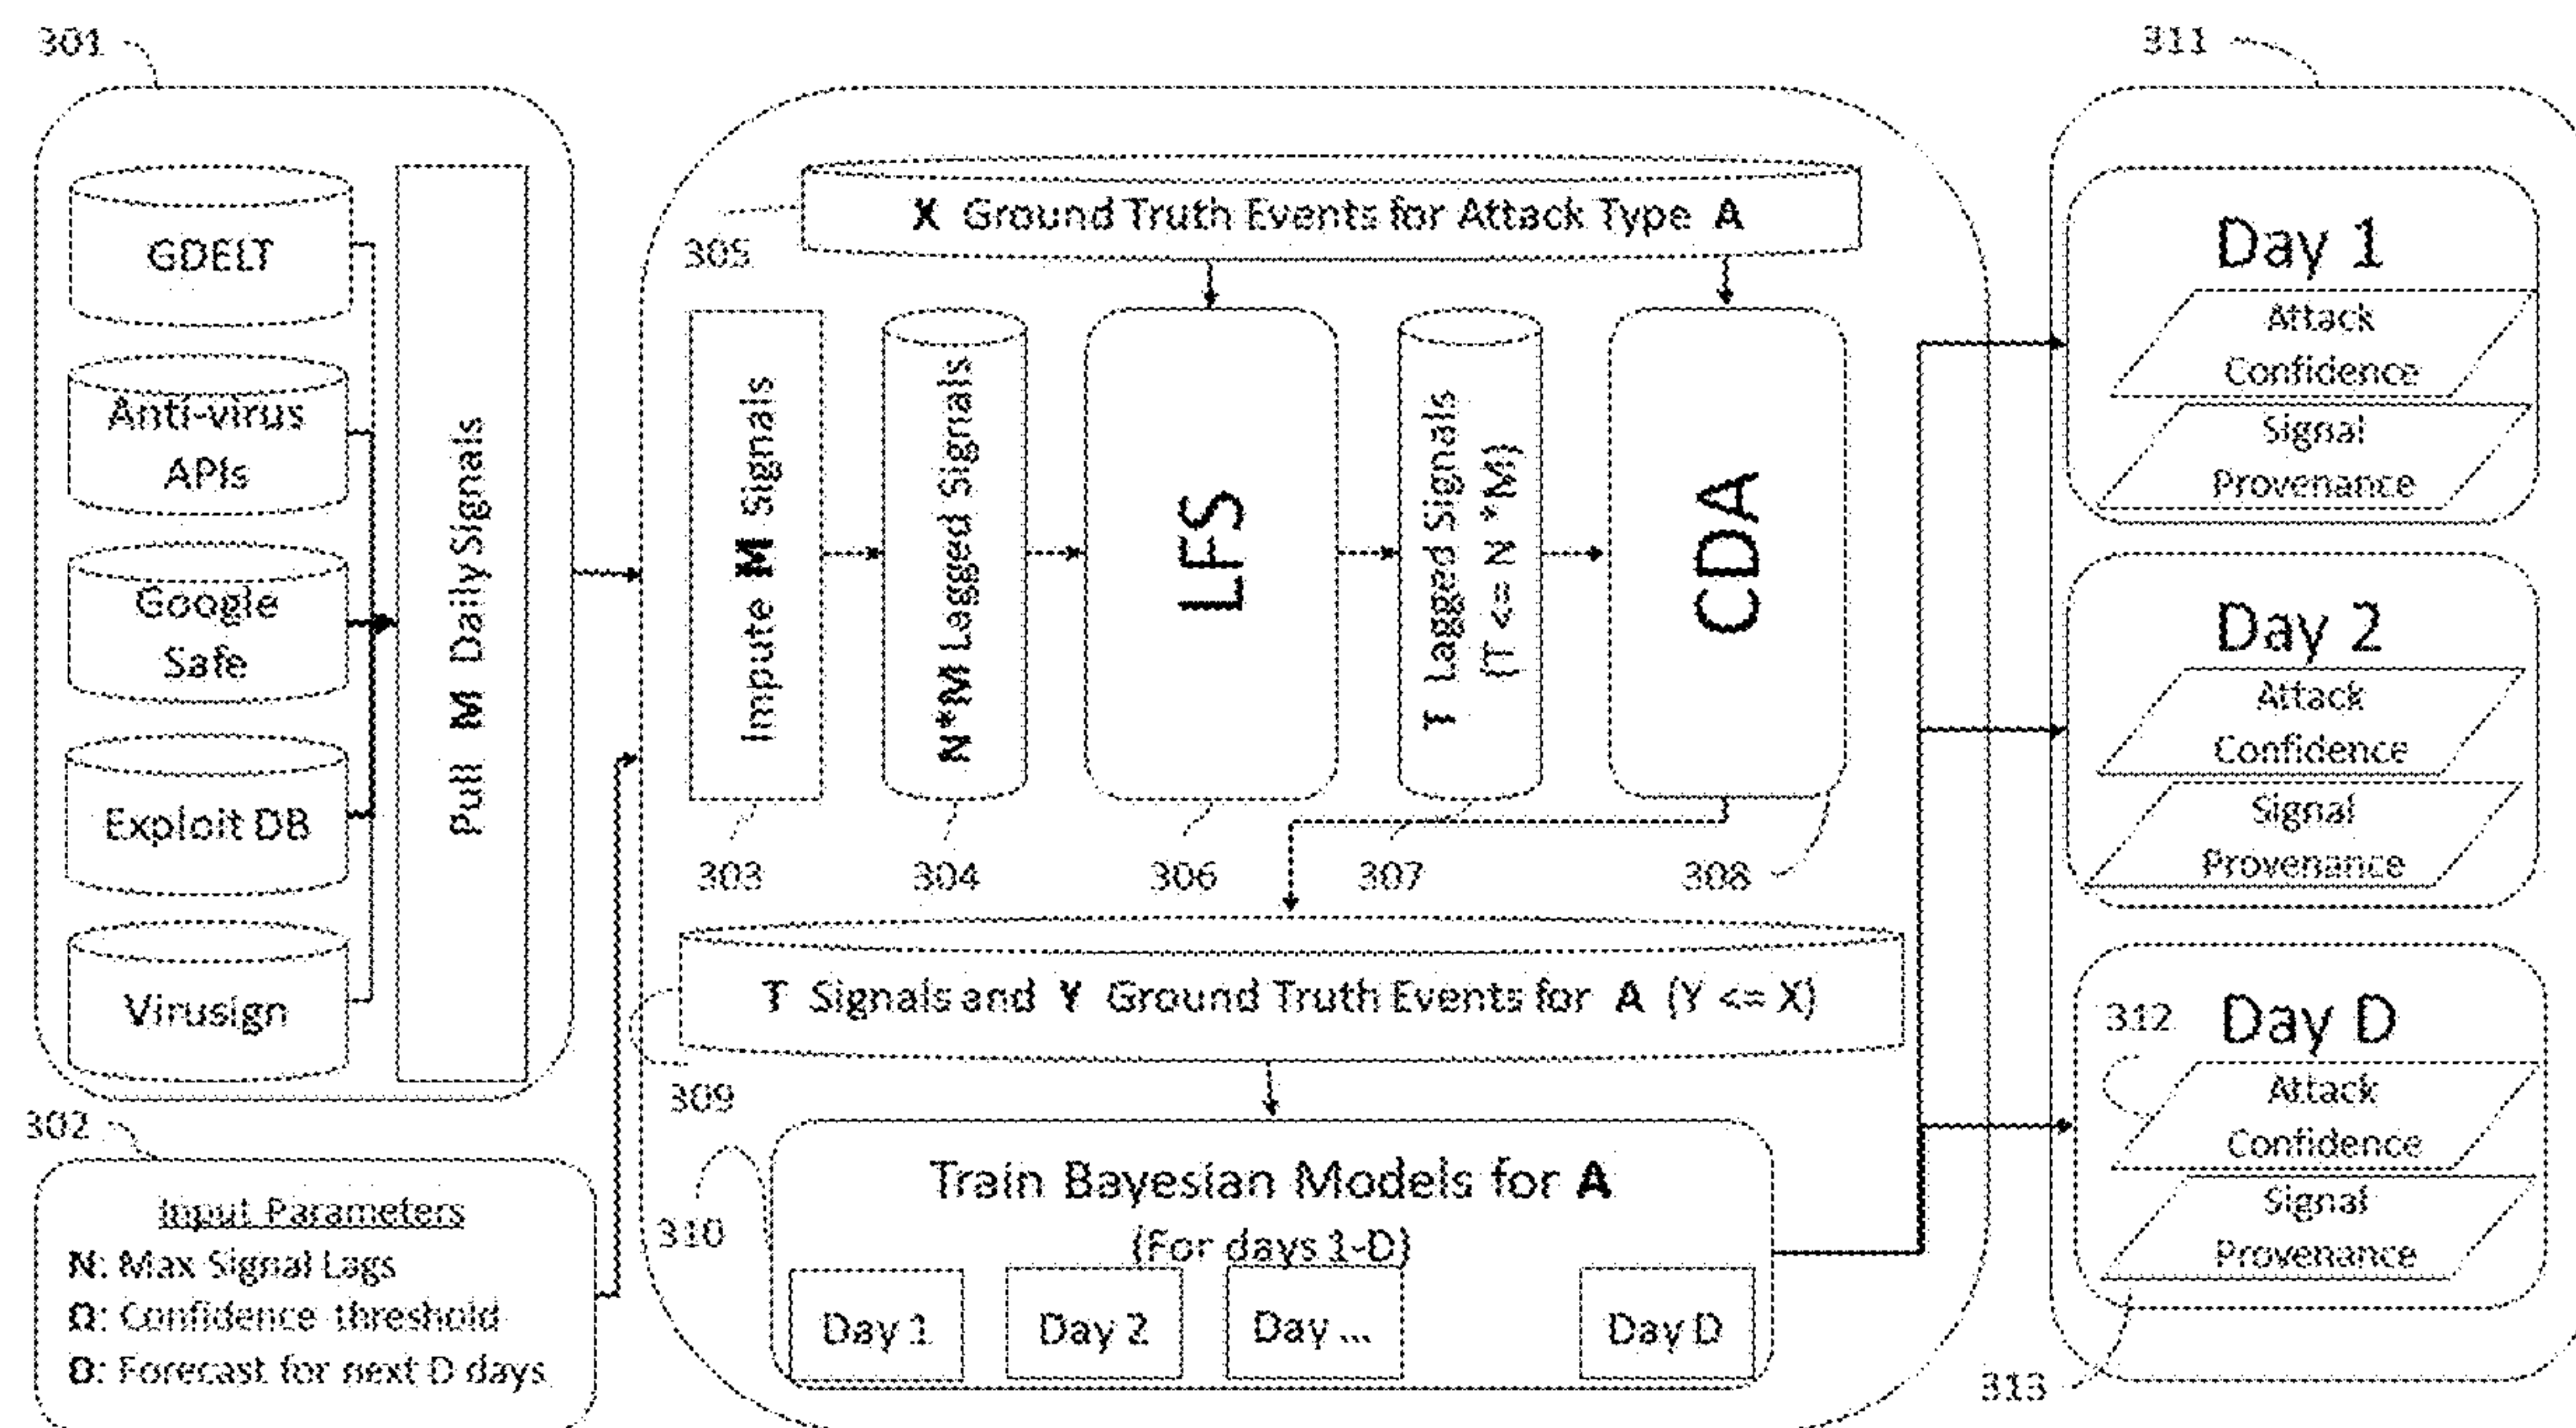 301
GDELT
Anti-virus
APIs
Google
Safe
Exploit DB
Virusign
Pull M Daily Signals
302
Input Parameters
N: Max Signal Lags
Ω: Confidence threshold
D: Forecast for next D days
305
X Ground Truth Events for Attack Type A
Impute M Signals
N*M Lagged Signals
LFS
T Lagged Signals
(T <= N *M)
CDA
303
304
306
307
308
T Signals and Y Ground Truth Events for A (Y <= X)
309
310
Train Bayesian Models for A
(For days 1-D)
Day 1
Day 2
Day ...
Day D
311
Day 1
Attack
Confidence
Signal
Provenance
Day 2
Attack
Confidence
Signal
Provenance
312
Day D
Attack
Confidence
Signal
Provenance
313